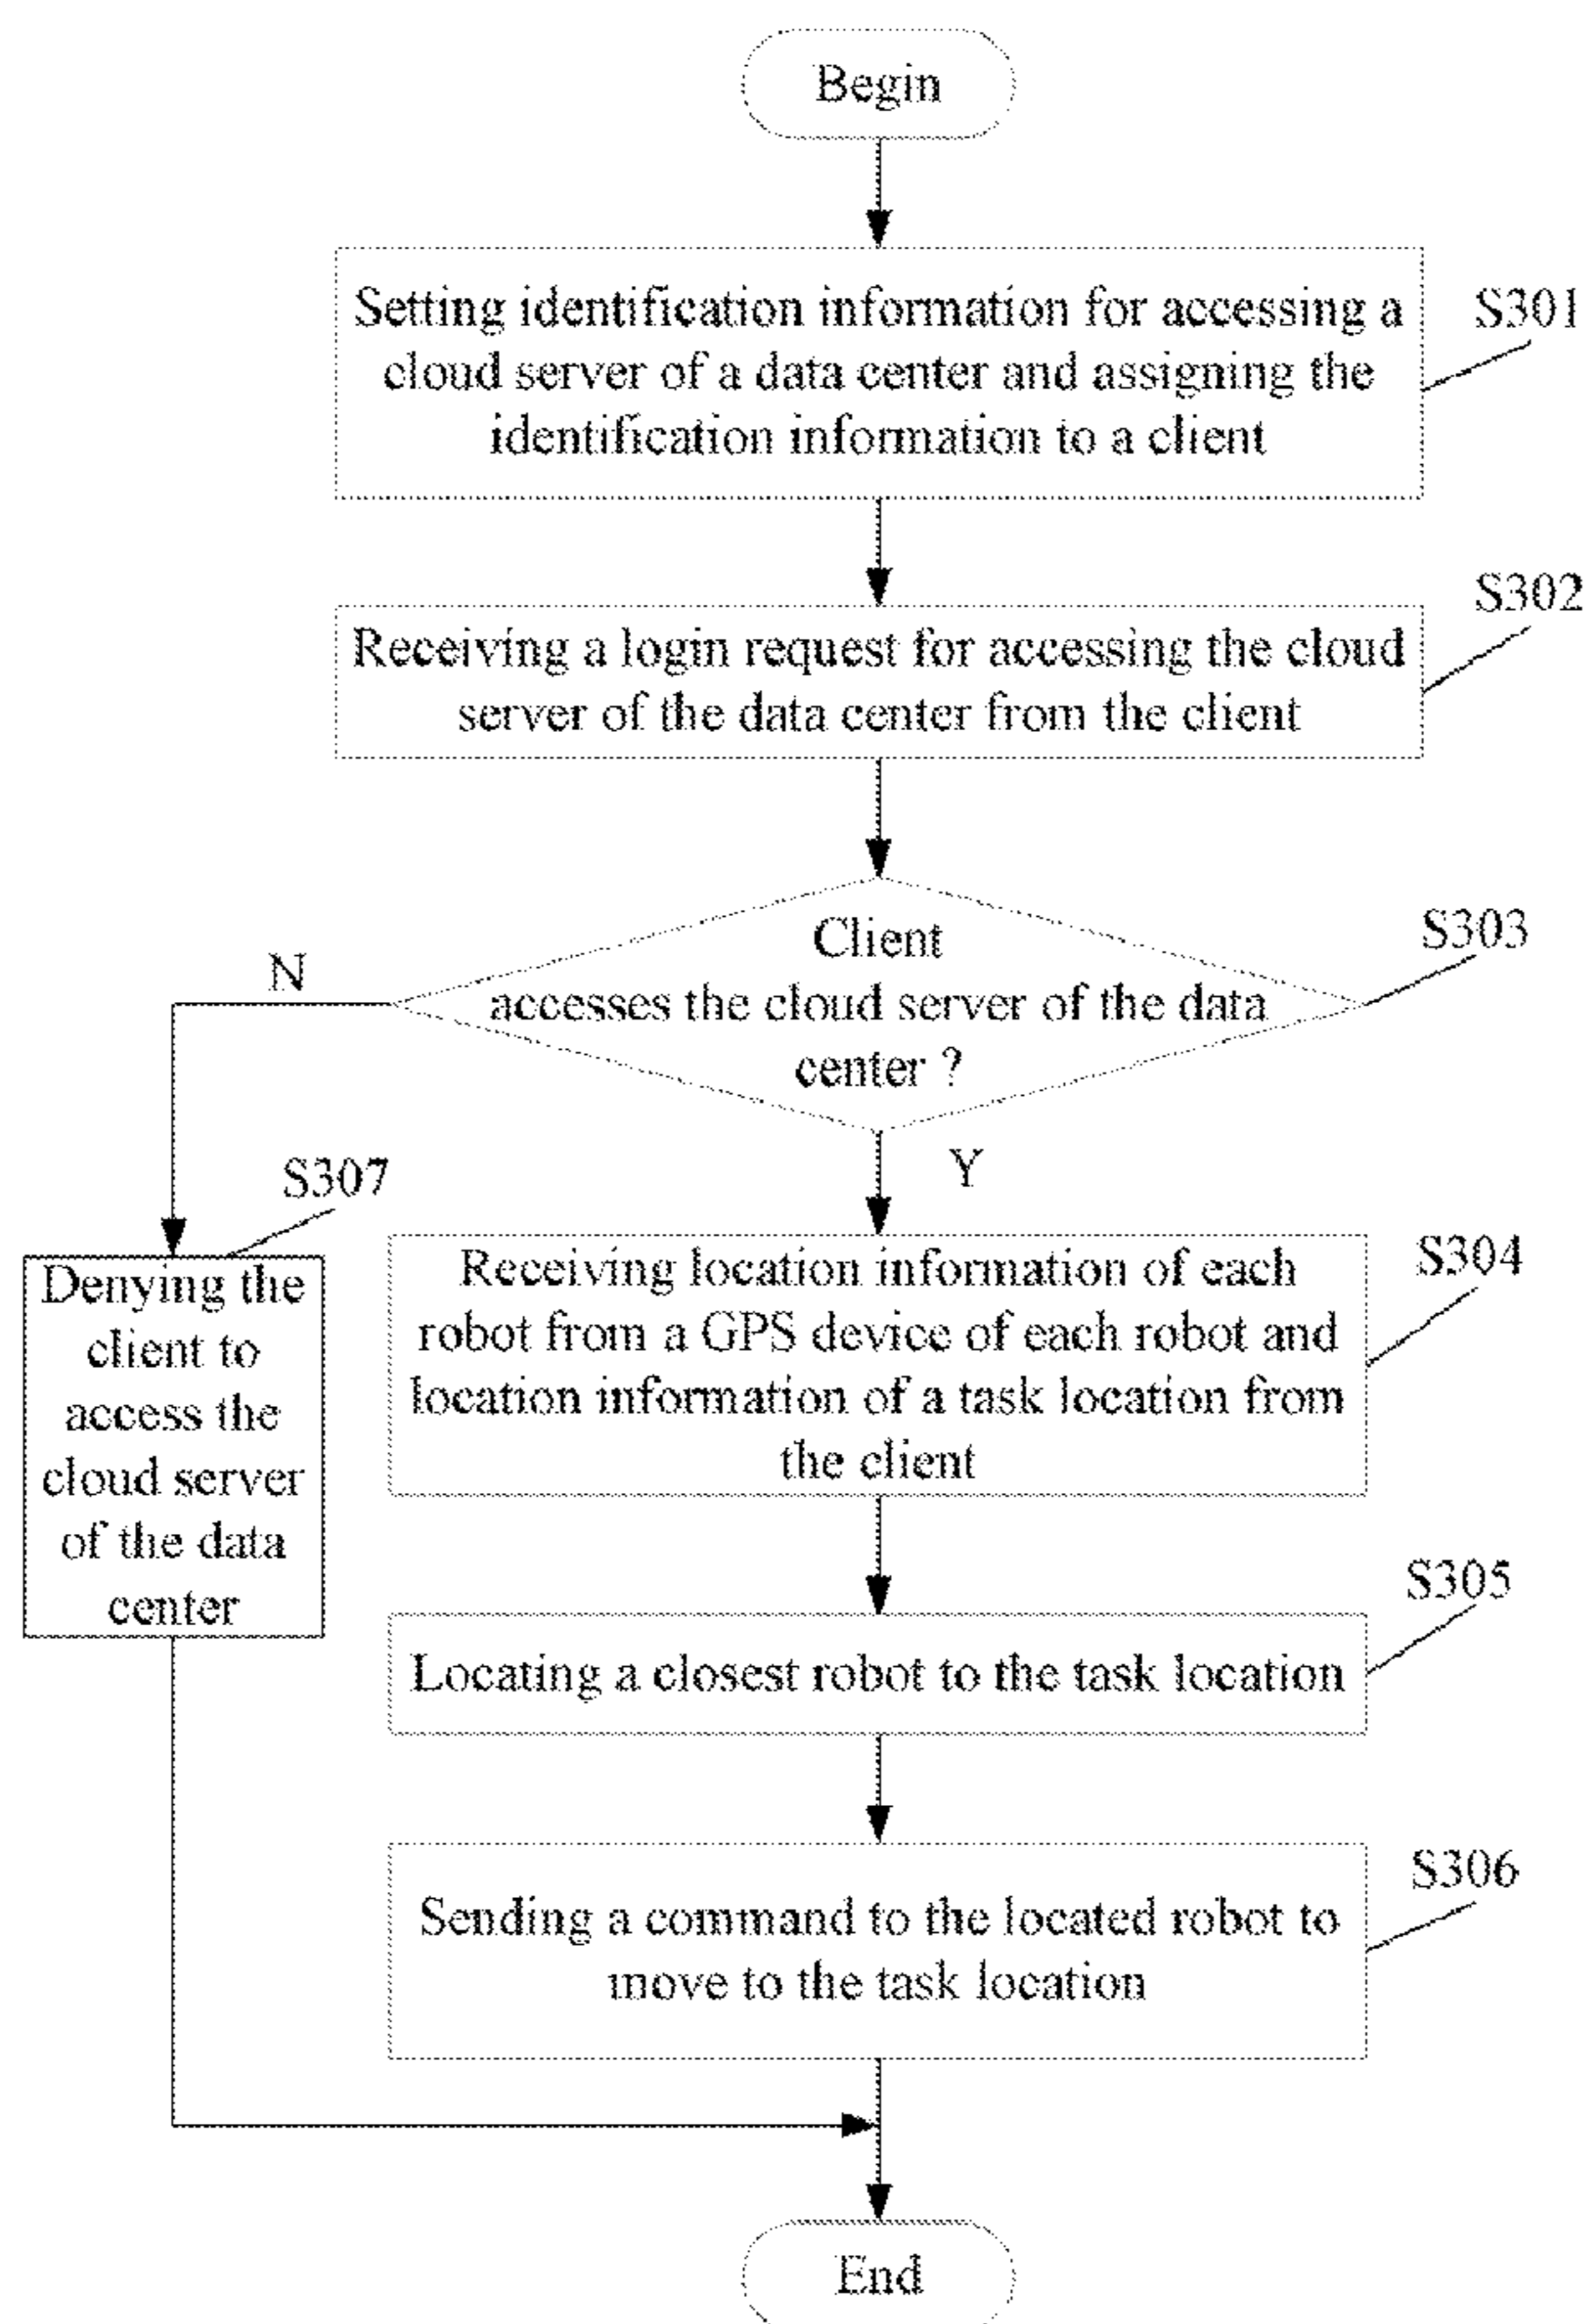 Begin
Setting identification information for accessing a
cloud server of a data center and assigning the
identification information to a client
S301
Receiving a login request for accessing the cloud
server of the data center from the client
S302
Client
accesses the cloud server of the data
center ?
S303
N
Y
S307
Denying the
client to
access the
cloud server
of the data
center
Receiving location information of each
robot from a GPS device of each robot and
location information of a task location from
the client
S304
Locating a closest robot to the task location
S305
Sending a command to the located robot to
move to the task location
S306
End